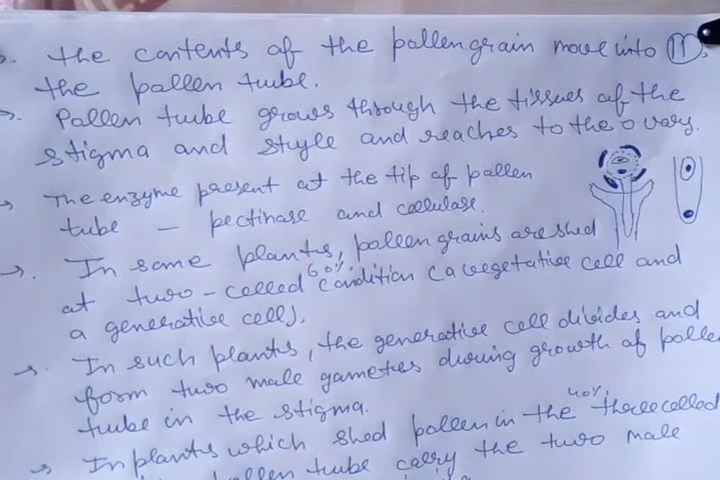 the contents of the pollengrain move into 11
the pollen tube.
Pollen tube grows through the tissues of the
stigma and style and reaches to the ovary.
The enzyme present at the tip of pollen
tube - pectinase and cellulase.
In some plants, pollen grains are shed
60%
at two-celled condition (a vegetative cell and
a generative cell).
In such plants, the generative cell divides and
form two male gametes during growth of pollen
tube in the stigma.
40%
In plants which shed pollen in the three celled
pollen tube carry the two male